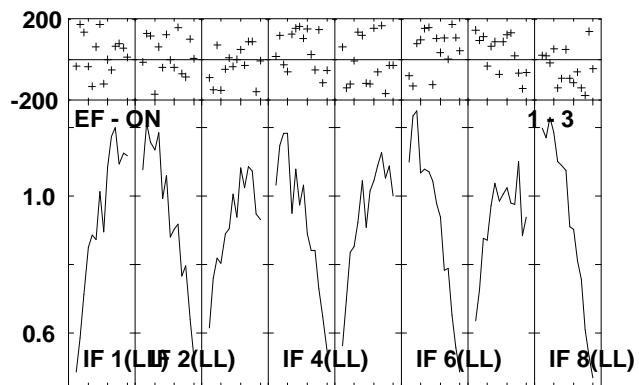 200
-200
EF - ON 1 - 3
1.0
0.6
IF 1(LL) IF 2(LL) IF 4(LL) IF 6(LL) IF 8(LL)